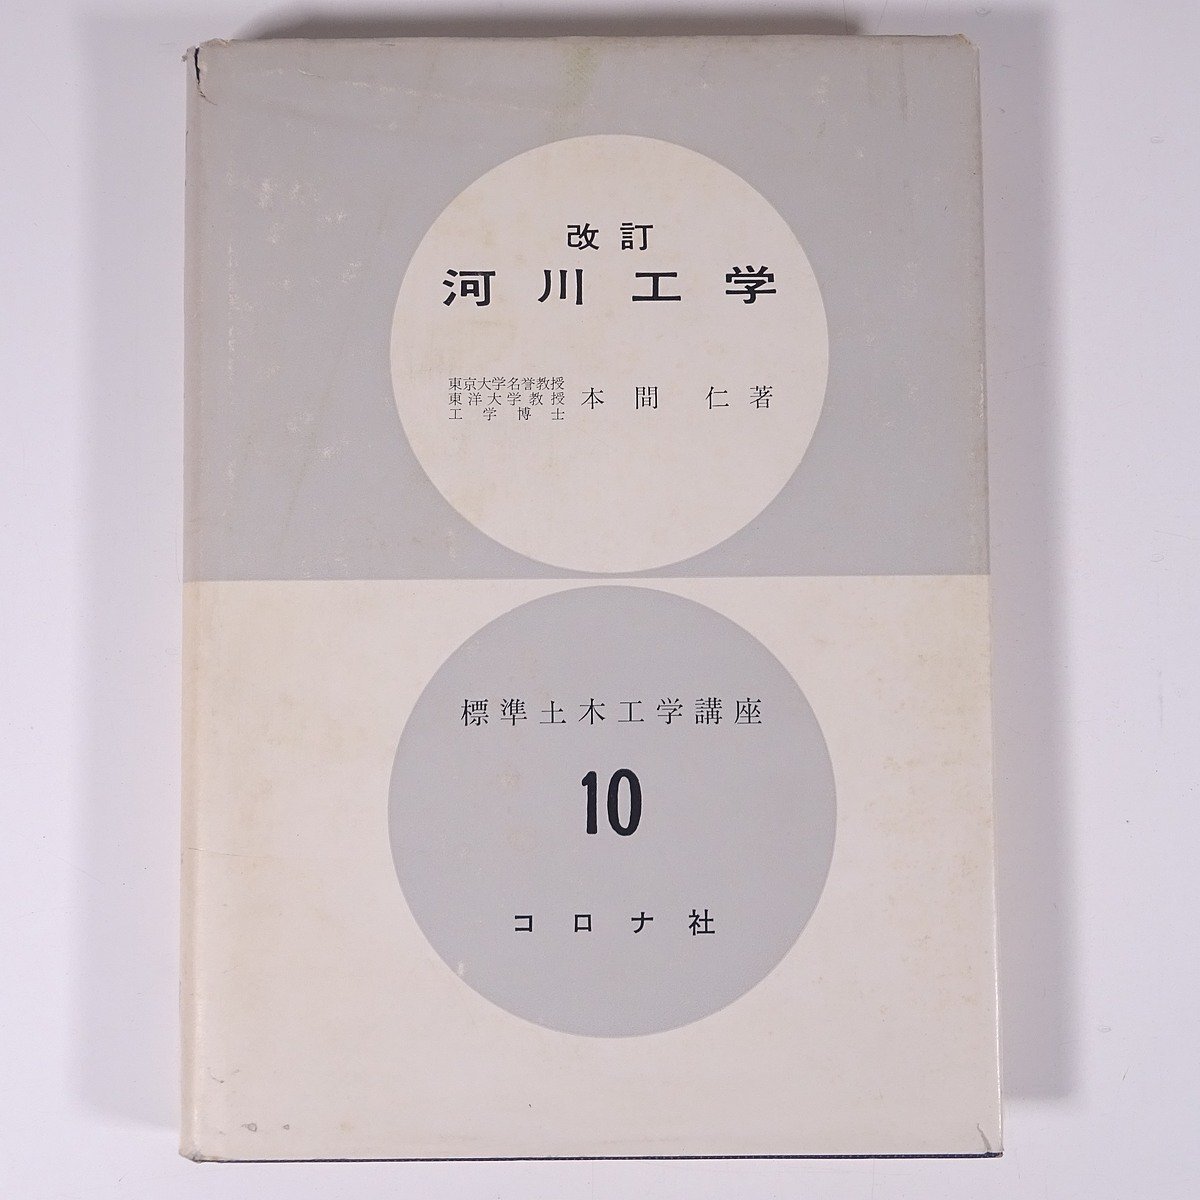 改訂
河川工学
東京大学名誉教授
東洋大学教授
工学博士
本間仁著
標準土木工学講座
10
コロナ社